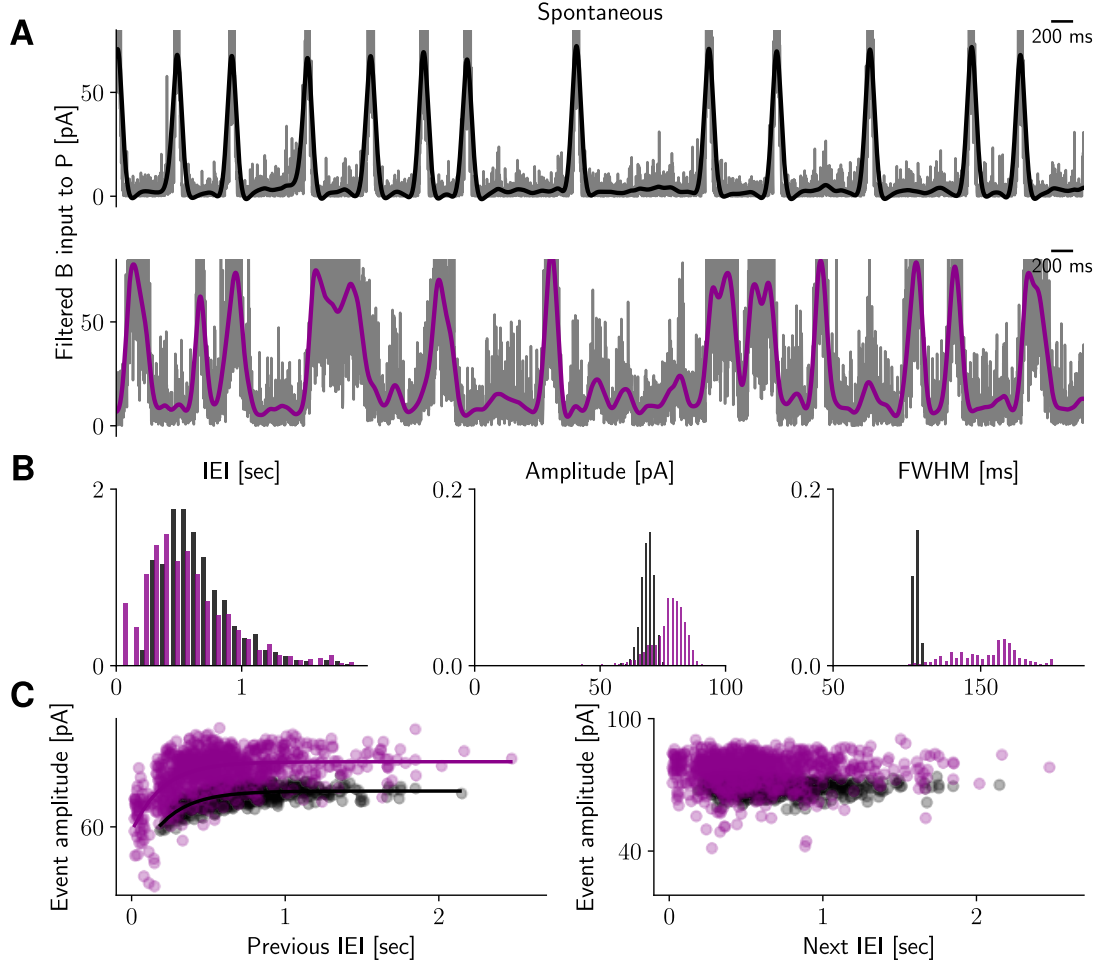 Spontaneous
A
200 ms
50
0
Filtered B input to P [pA]
200 ms
50
0
B
IEI [sec]
Amplitude [pA]
FWHM [ms]
2
0
0
1
0.2
0.0
0
50
100
0.2
0.0
50
150
C
Event amplitude [pA]
60
0
1
2
Previous IEI [sec]
Event amplitude [pA]
100
40
0
1
2
Next IEI [sec]